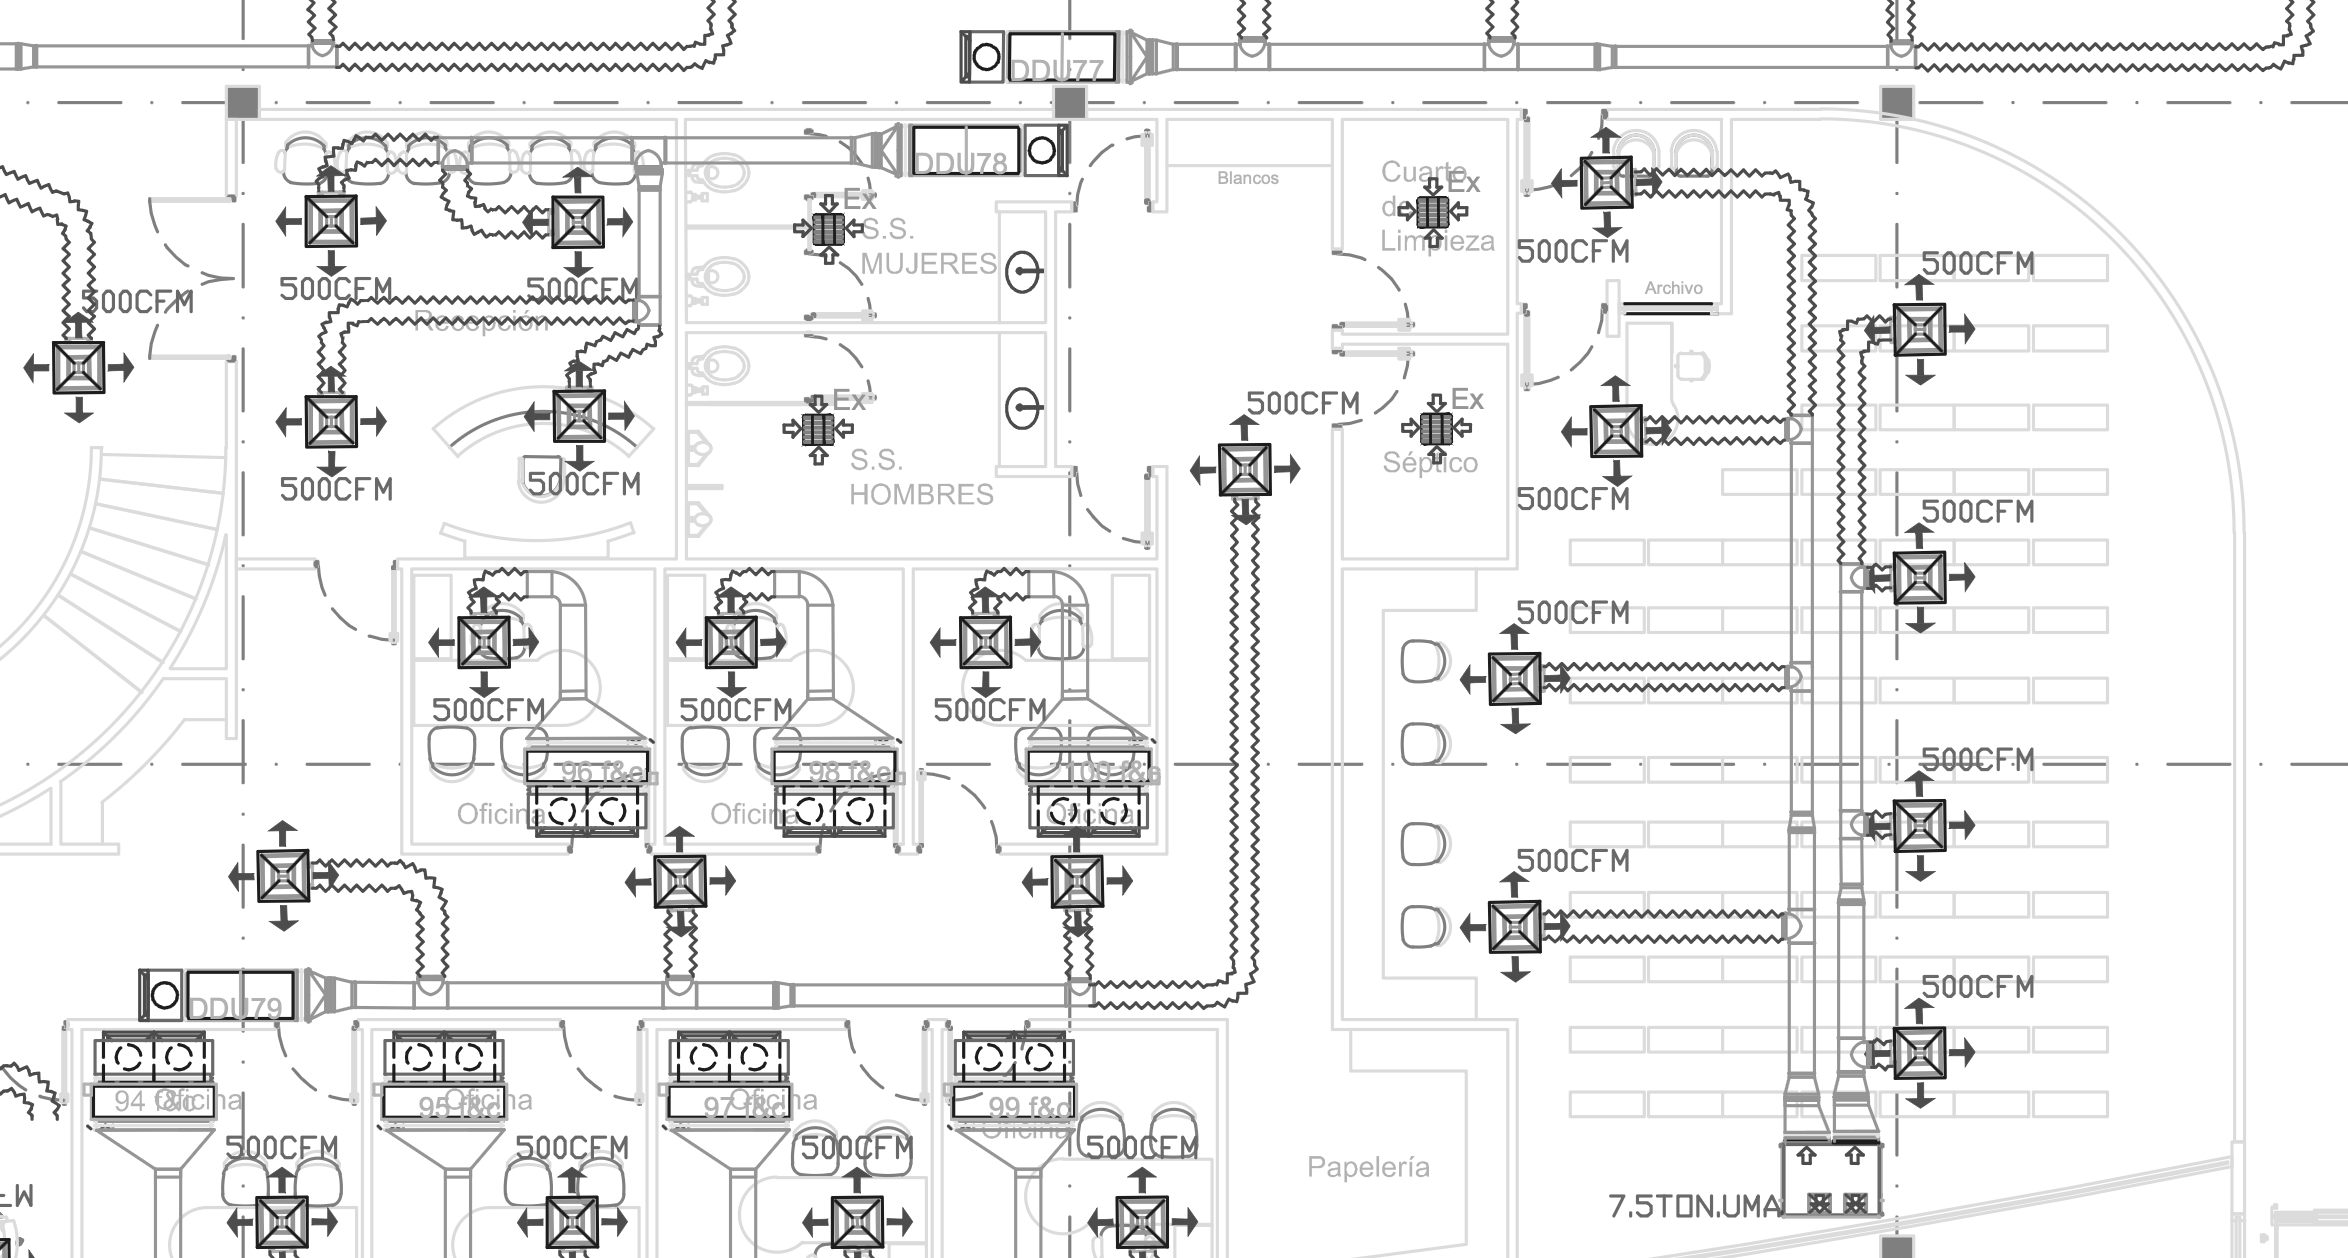 DDU77
DDU78
Ex
S.S.
MUJERES
Blancos
Cuarto
de
Limpieza
Ex
500CFM
500CFM
500CFM
500CFM
500CFM
Recepción
Archivo
Ex
500CFM
Ex
S.S.
HOMBRES
Séptico
500CFM
500CFM
500CFM
500CFM
500CFM
500CFM
500CFM
500CFM
500CFM
96 f&e
98 f&e
100 f&e
Oficina
Oficina
Oficina
500CFM
500CFM
500CFM
DDU79
94 f&c
Oficina
95 f&c
Oficina
97 f&c
Oficina
99 f&d
Oficina
500CFM
500CFM
500CFM
500CFM
Papelería
7.5TON.UMA